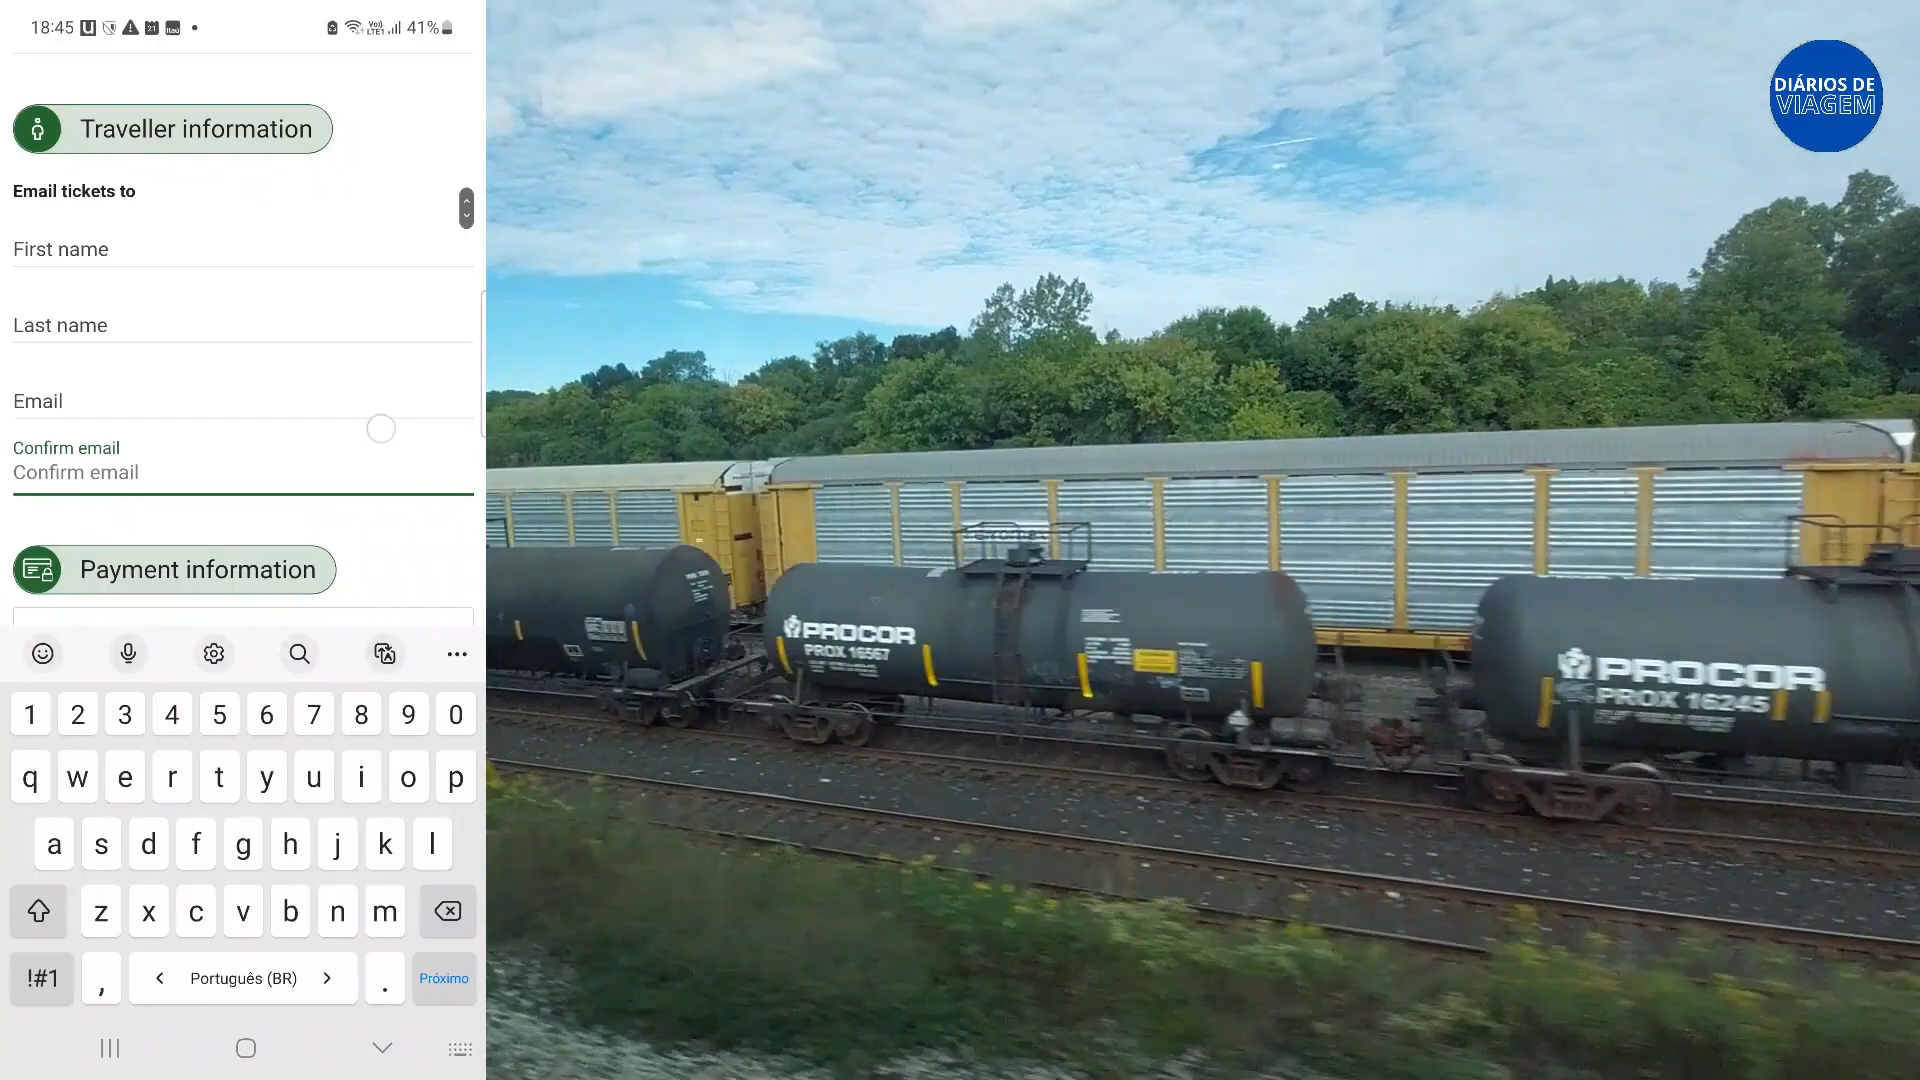 18:45
41%
Traveller information
Email tickets to
First name
Last name
Email
Confirm email
Confirm email
Payment information
1 2 3 4 5 6 7 8 9 0
q w e r t y u i o p
a s d f g h j k l
z x c v b n m
!#1 , < Português (BR) > . Próximo
DIÁRIOS DE
VIAGEM
PROCOR
PROX 16567
PROCOR
PROX 16245